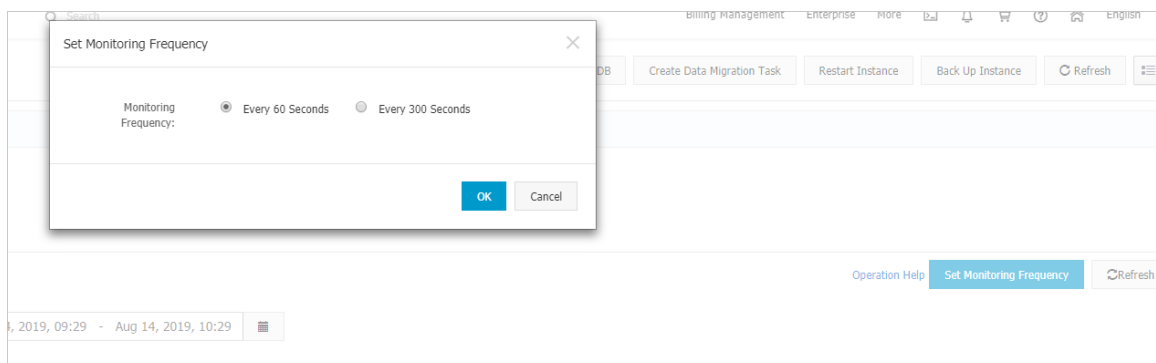 Search
Billing Management Enterprise More English
Set Monitoring Frequency
DB Create Data Migration Task Restart Instance Back Up Instance Refresh
Monitoring
Frequency:
Every 60 Seconds Every 300 Seconds
OK Cancel
Operation Help Set Monitoring Frequency Refresh
, 2019, 09:29 - Aug 14, 2019, 10:29